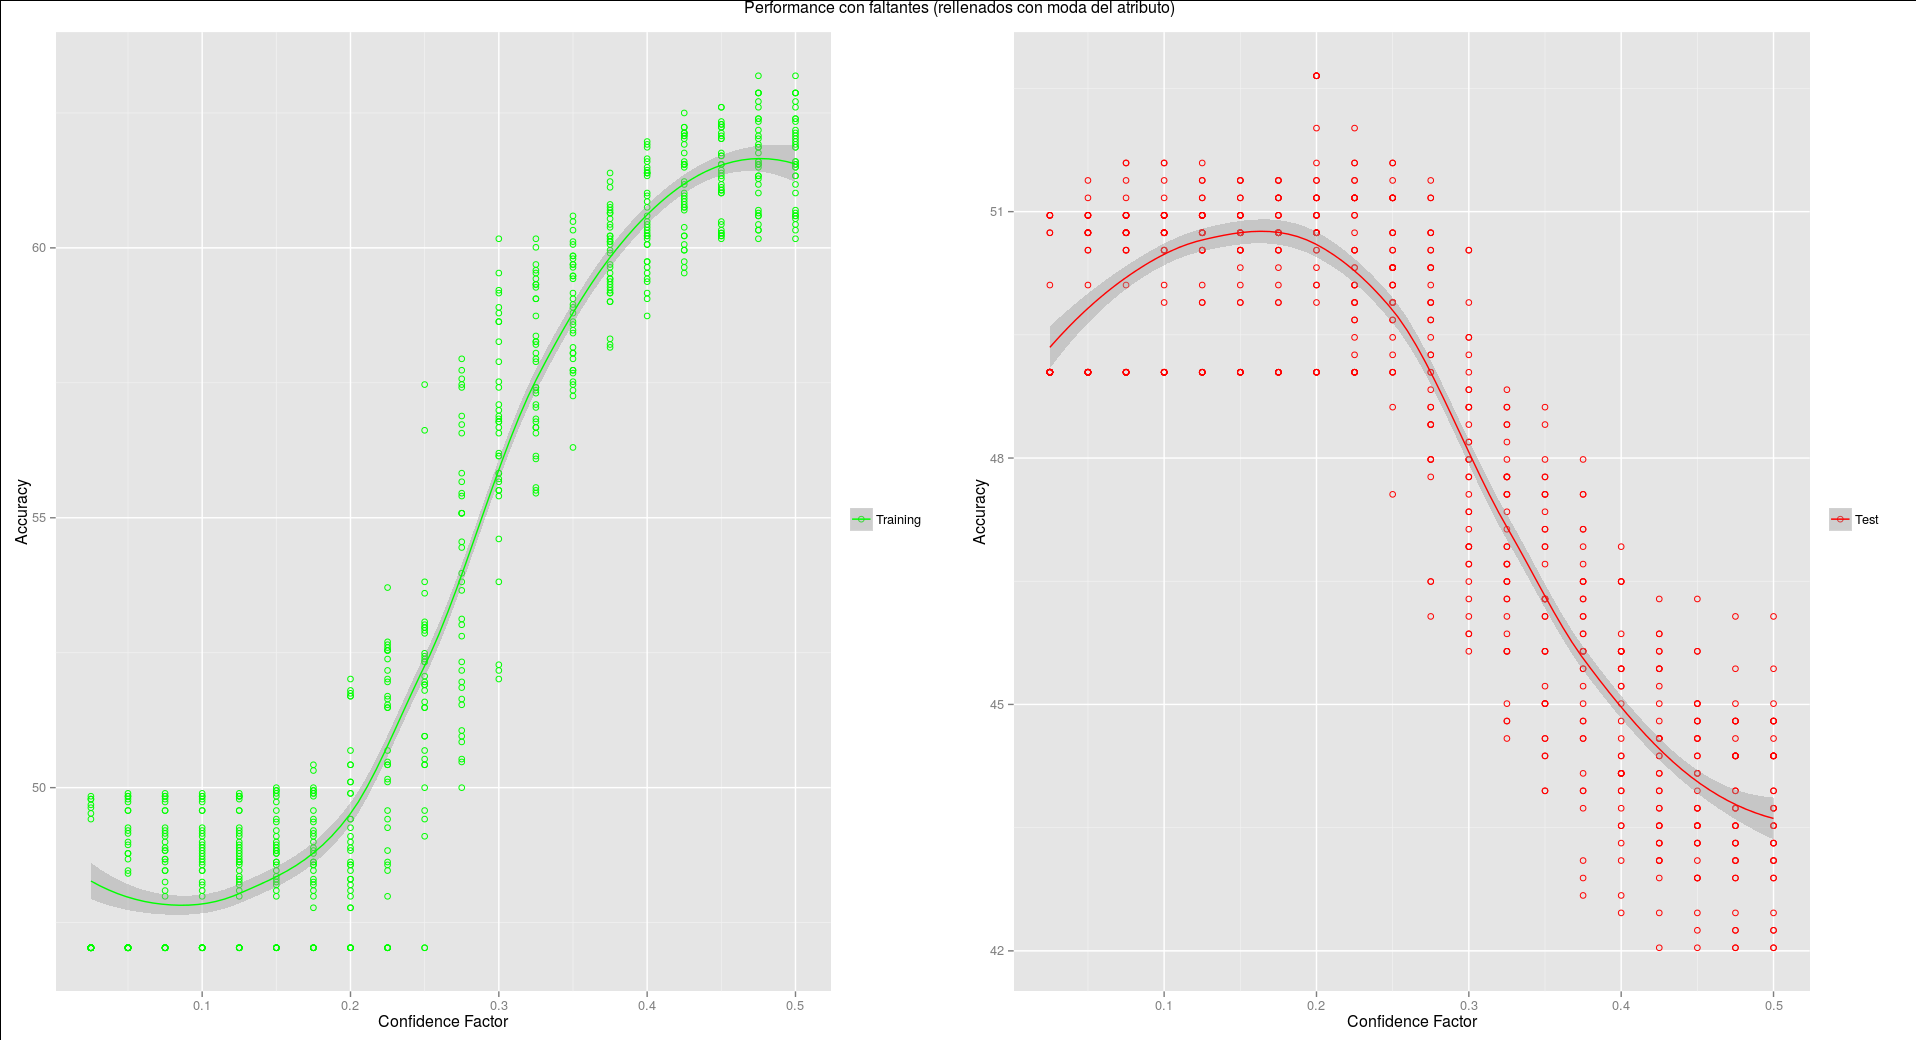 Performance con faltantes (rellenados con moda del atributo)
Accuracy
60
55
50
0.1 0.2 0.3 0.4 0.5
Confidence Factor
Training
Accuracy
51
48
45
42
0.1 0.2 0.3 0.4 0.5
Confidence Factor
Test